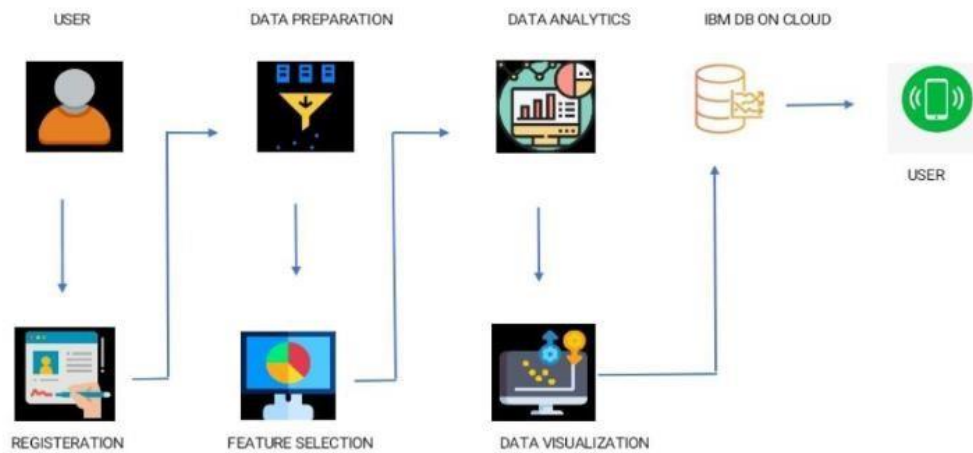 USER
DATA PREPARATION
DATA ANALYTICS
IBM DB ON CLOUD
USER
REGISTERATION
FEATURE SELECTION
DATA VISUALIZATION